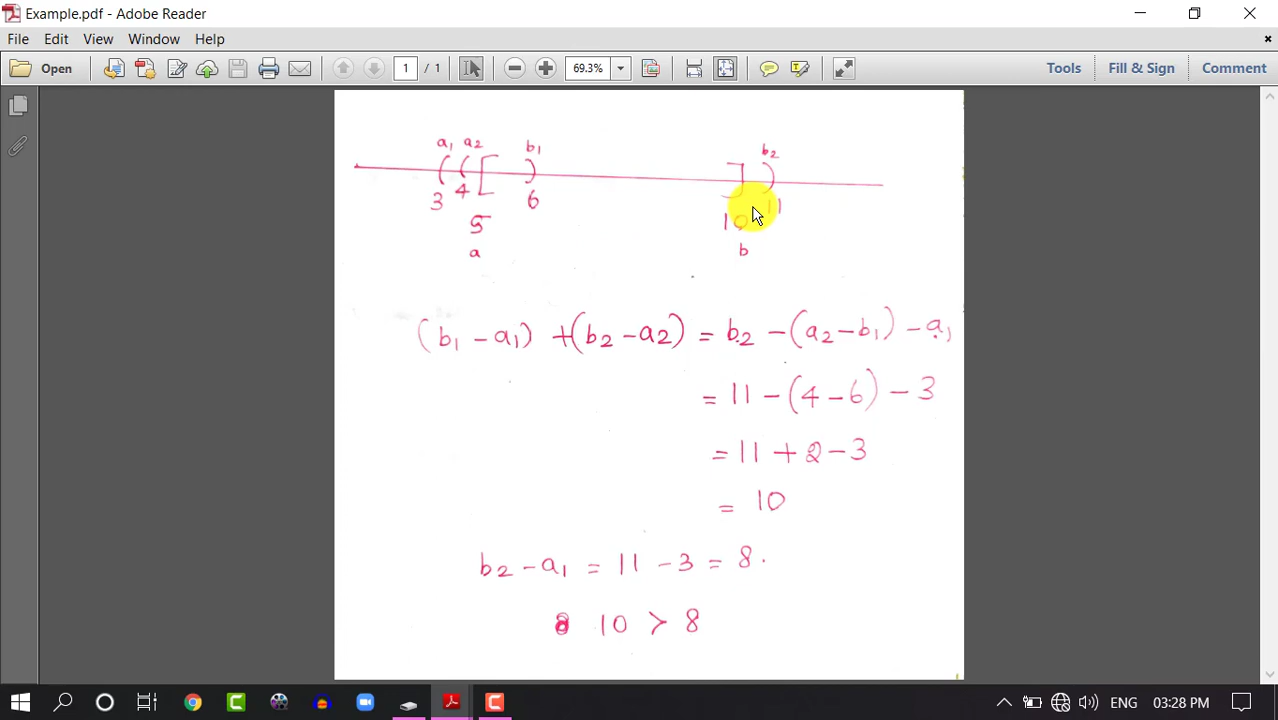 Example.pdf - Adobe Reader
File Edit View Window Help
Open 1 / 1 69.3% Tools Fill & Sign Comment
a1 a2 b1 b2
3 4 6 11
5 10
a b
(b1 - a1) + (b2 - a2) = b2 - (a2 - b1) - a1
= 11 - (4 - 6) - 3
= 11 + 2 - 3
= 10
b2 - a1 = 11 - 3 = 8.
10 > 8
ENG 03:28 PM